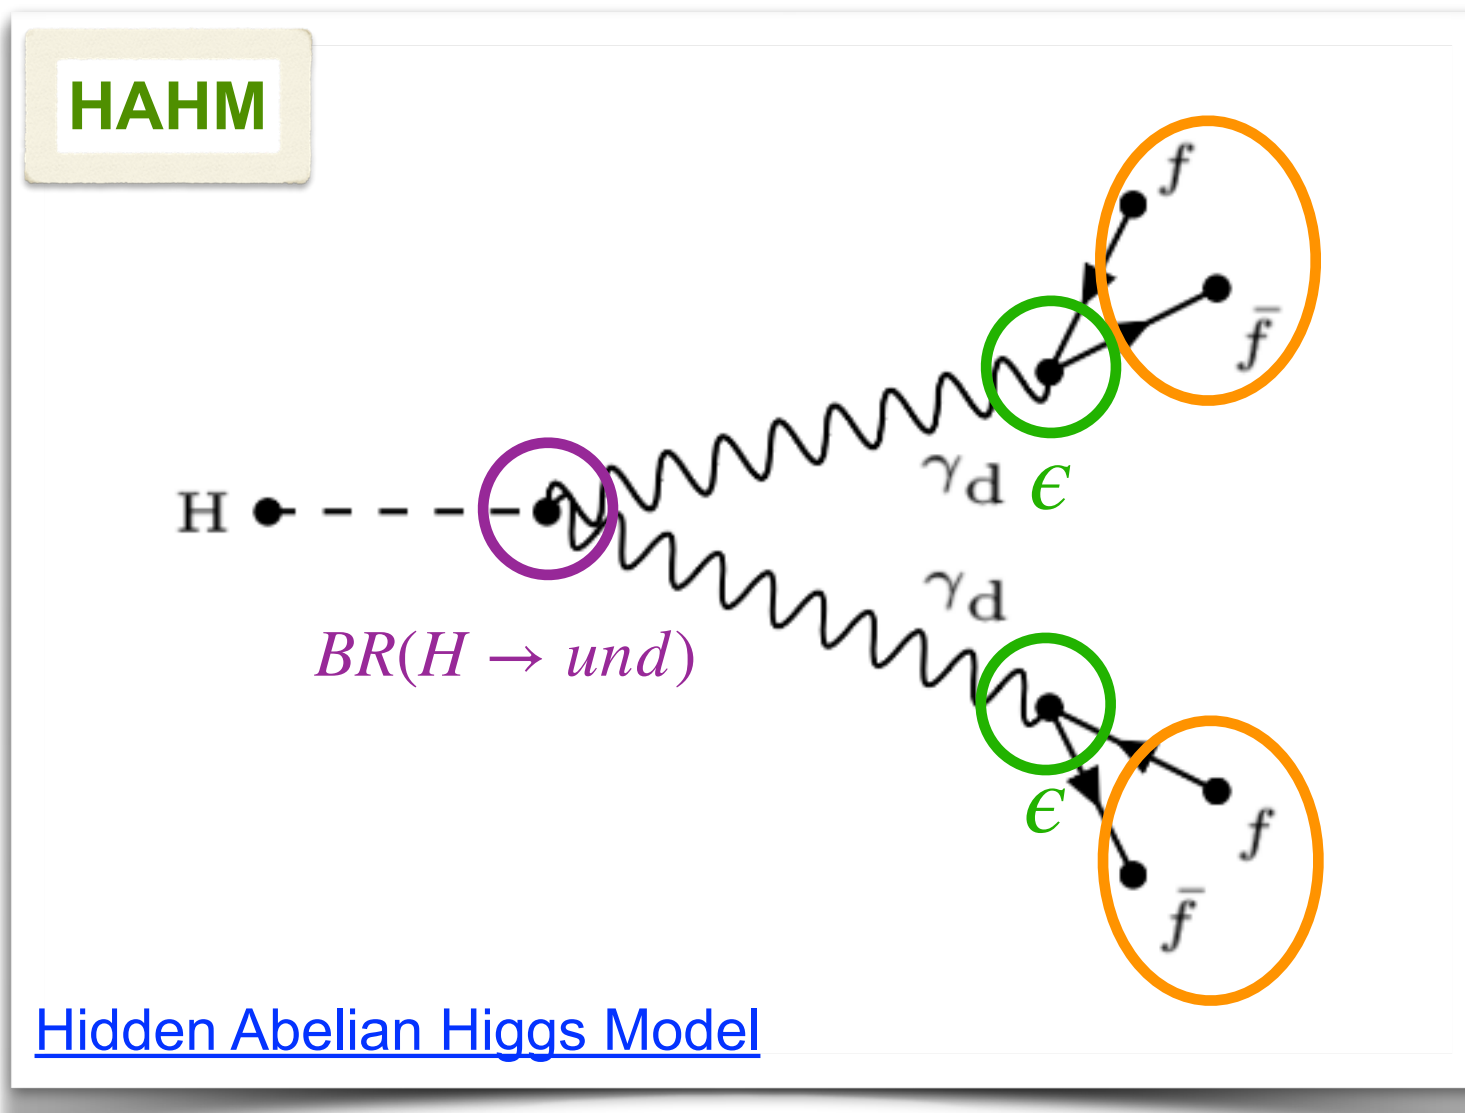 HAHM
f
f̄
γd ϵ
H
γd
BR(H → und)
ϵ
f
f̄
Hidden Abelian Higgs Model